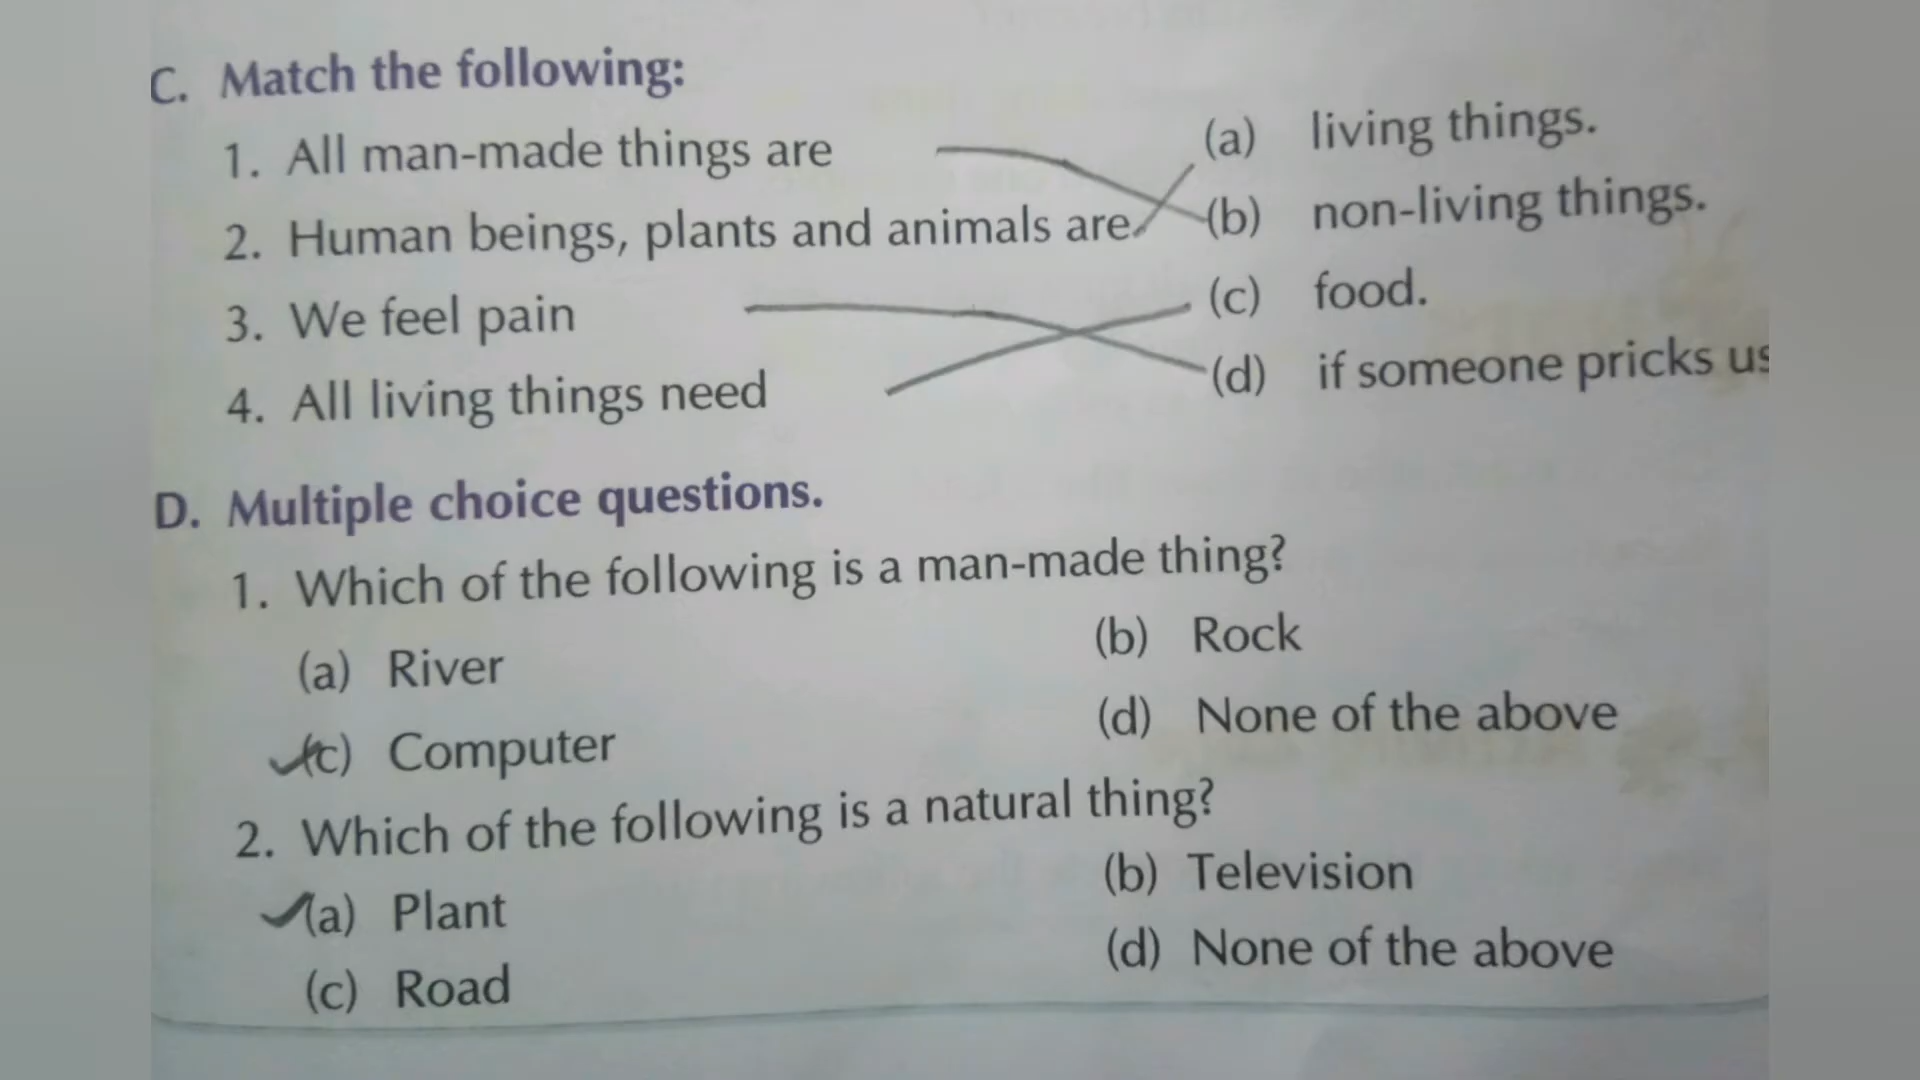 C. Match the following:
1. All man-made things are (a) living things.
2. Human beings, plants and animals are (b) non-living things.
3. We feel pain (c) food.
4. All living things need (d) if someone pricks us
D. Multiple choice questions.
1. Which of the following is a man-made thing?
(a) River (b) Rock
(c) Computer (d) None of the above
2. Which of the following is a natural thing?
(a) Plant (b) Television
(c) Road (d) None of the above